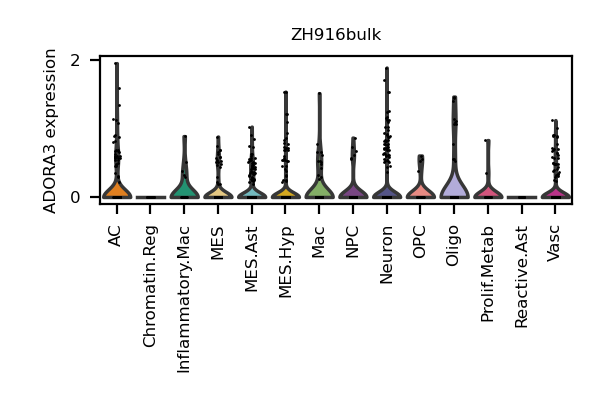 ZH916bulk
ADORA3 expression
2
0
AC
Chromatin.Reg
Inflammatory.Mac
MES
MES.Ast
MES.Hyp
Mac
NPC
Neuron
OPC
Oligo
Prolif.Metab
Reactive.Ast
Vasc